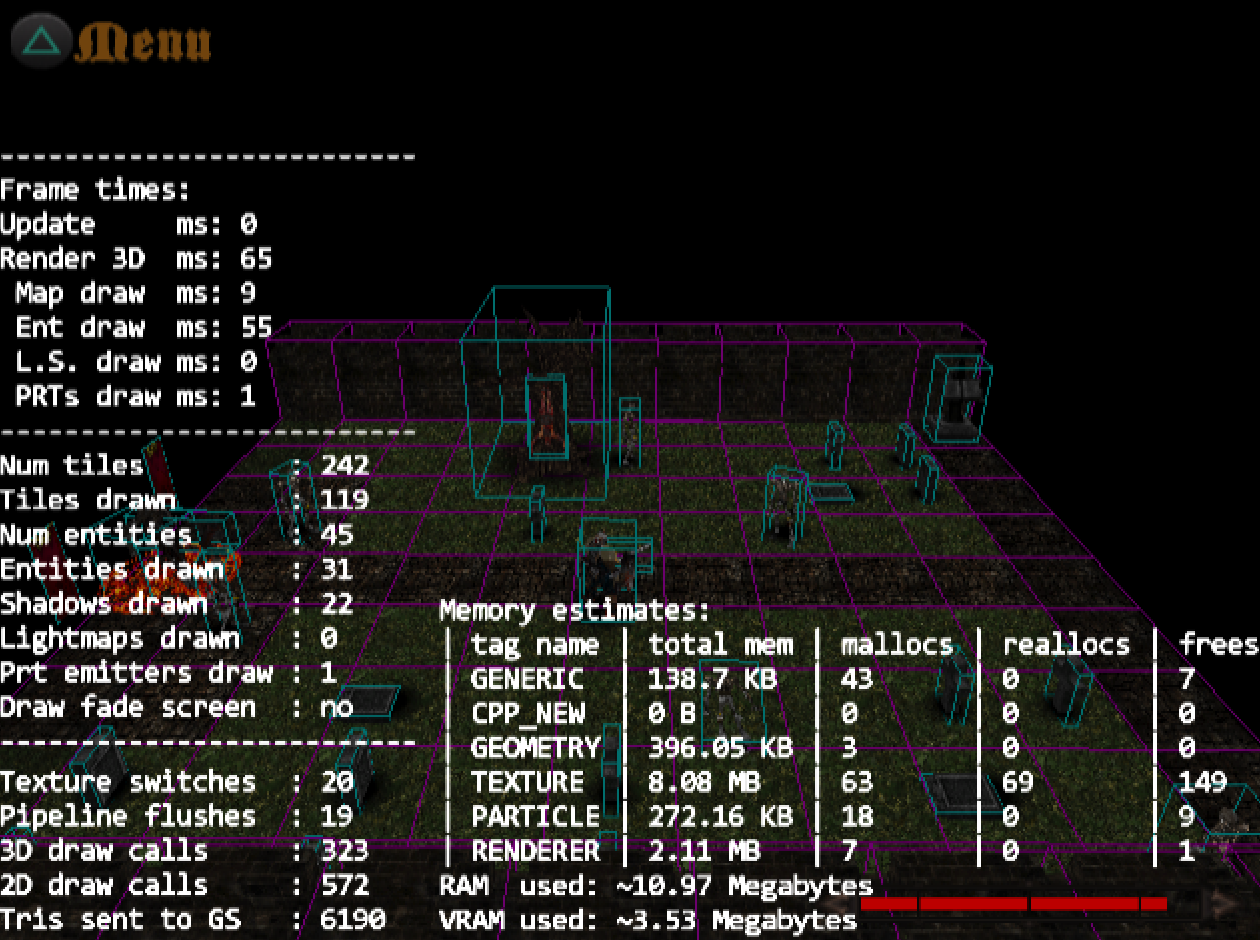 Menu
--------------------------
Frame times:
Update     ms: 0
Render 3D  ms: 65
 Map draw  ms: 9
 Ent draw  ms: 55
 L.S. draw ms: 0
 PRTs draw ms: 1
--------------------------
Num tiles         : 242
Tiles drawn       : 119
Num entities      : 45
Entities drawn    : 31
Shadows drawn     : 22
Lightmaps drawn   : 0
Prt emitters draw : 1
Draw fade screen  : no
--------------------------
Texture switches  : 20
Pipeline flushes  : 19
3D draw calls     : 323
2D draw calls     : 572
Tris sent to GS   : 6190
Memory estimates:
| tag name | total mem | mallocs | reallocs | frees
| GENERIC | 138.7 KB | 43 | 0 | 7
| CPP_NEW | 0 B | 0 | 0 | 0
| GEOMETRY | 396.05 KB | 3 | 0 | 0
| TEXTURE | 8.08 MB | 63 | 69 | 149
| PARTICLE | 272.16 KB | 18 | 0 | 9
| RENDERER | 2.11 MB | 7 | 0 | 1
RAM  used: ~10.97 Megabytes
VRAM used: ~3.53 Megabytes